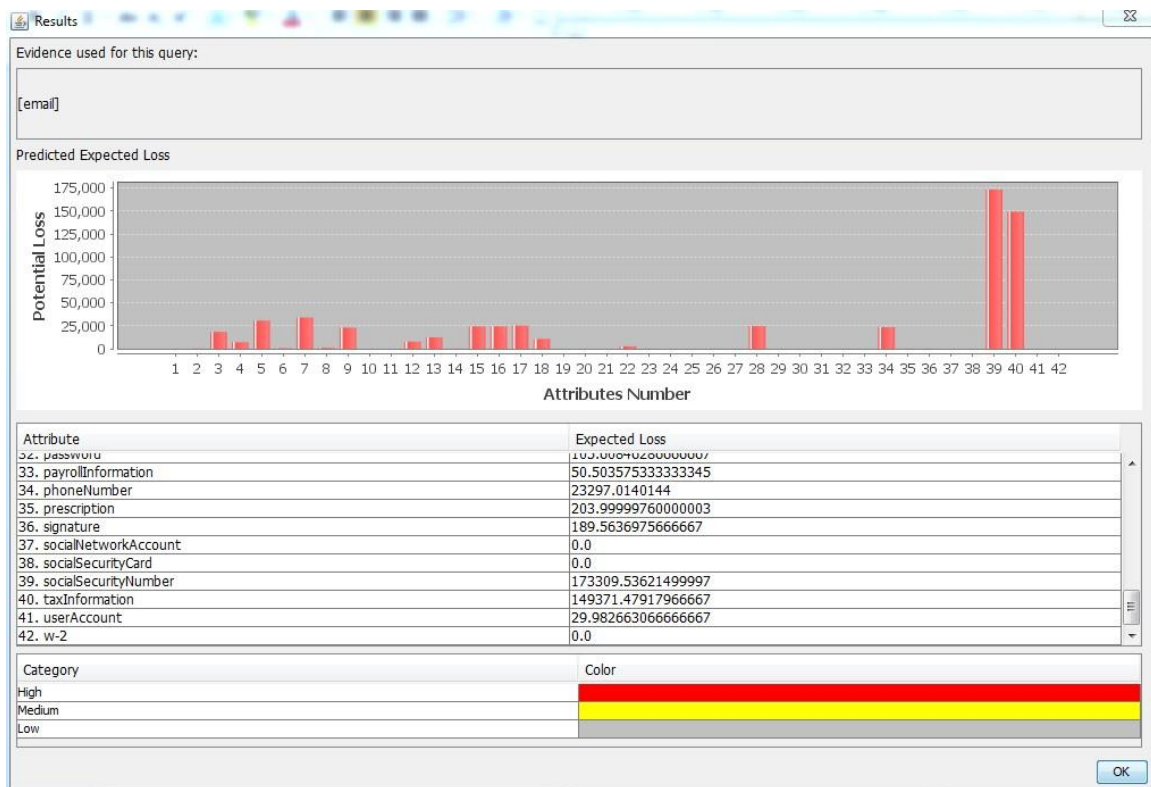 Results
Evidence used for this query:
[email]
Predicted Expected Loss
175,000
150,000
125,000
100,000
75,000
50,000
25,000
0
Potential Loss
1 2 3 4 5 6 7 8 9 10 11 12 13 14 15 16 17 18 19 20 21 22 23 24 25 26 27 28 29 30 31 32 33 34 35 36 37 38 39 40 41 42
Attributes Number
Attribute Expected Loss
32. password
33. payrollInformation 50.503575333333345
34. phoneNumber 23297.0140144
35. prescription 203.99999760000003
36. signature 189.5636975666667
37. socialNetworkAccount 0.0
38. socialSecurityCard 0.0
39. socialSecurityNumber 173309.53621499997
40. taxInformation 149371.47917966667
41. userAccount 29.982663066666667
42. w-2 0.0
Category Color
High
Medium
Low
OK